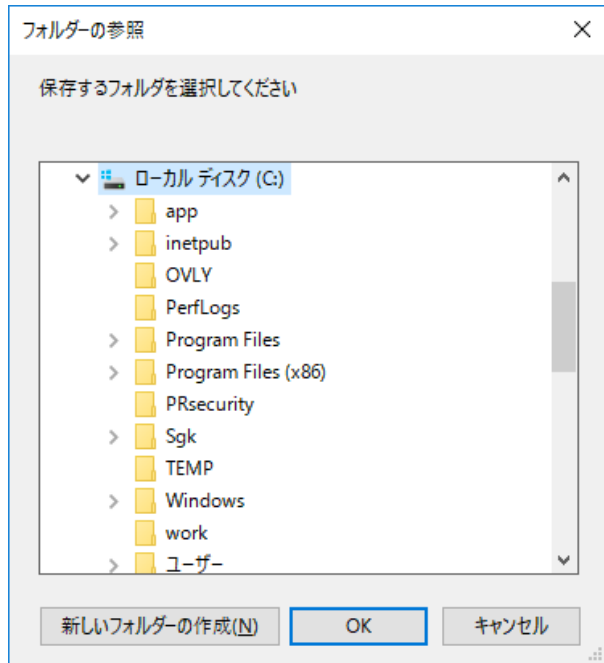 フォルダーの参照
保存するフォルダを選択してください
ローカル ディスク (C:)
app
inetpub
OVLY
PerfLogs
Program Files
Program Files (x86)
PRsecurity
Sgk
TEMP
Windows
work
ユーザー
新しいフォルダーの作成(N) OK キャンセル